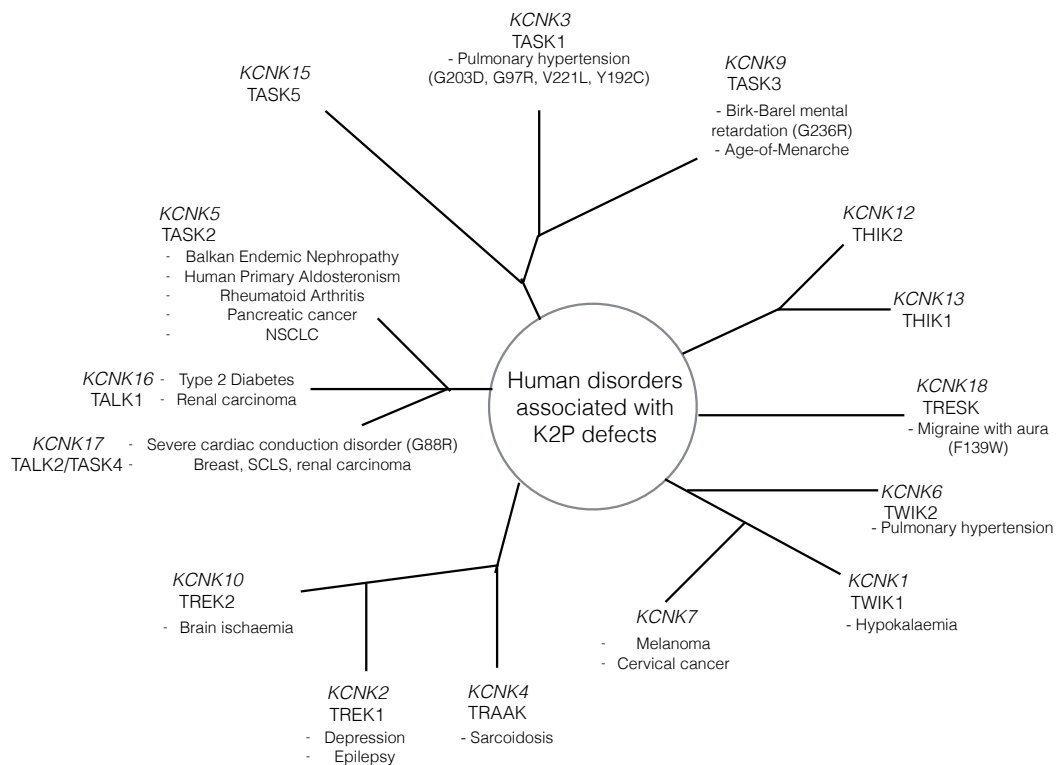 KCNK3
TASK1
- Pulmonary hypertension
(G203D, G97R, V221L, Y192C)
KCNK9
TASK3
- Birk-Barel mental
retardation (G236R)
- Age-of-Menarche
KCNK15
TASK5
KCNK5
TASK2
- Balkan Endemic Nephropathy
- Human Primary Aldosteronism
- Rheumatoid Arthritis
- Pancreatic cancer
- NSCLC
KCNK12
THIK2
KCNK13
THIK1
Human disorders
associated with
K2P defects
KCNK16 - Type 2 Diabetes
TALK1 - Renal carcinoma
KCNK18
TRESK
- Migraine with aura
(F139W)
KCNK17 - Severe cardiac conduction disorder (G88R)
TALK2/TASK4 - Breast, SCLS, renal carcinoma
KCNK6
TWIK2
- Pulmonary hypertension
KCNK10
TREK2
- Brain ischaemia
KCNK1
TWIK1
- Hypokalaemia
KCNK7
- Melanoma
- Cervical cancer
KCNK2
TREK1
- Depression
- Epilepsy
KCNK4
TRAAK
- Sarcoidosis